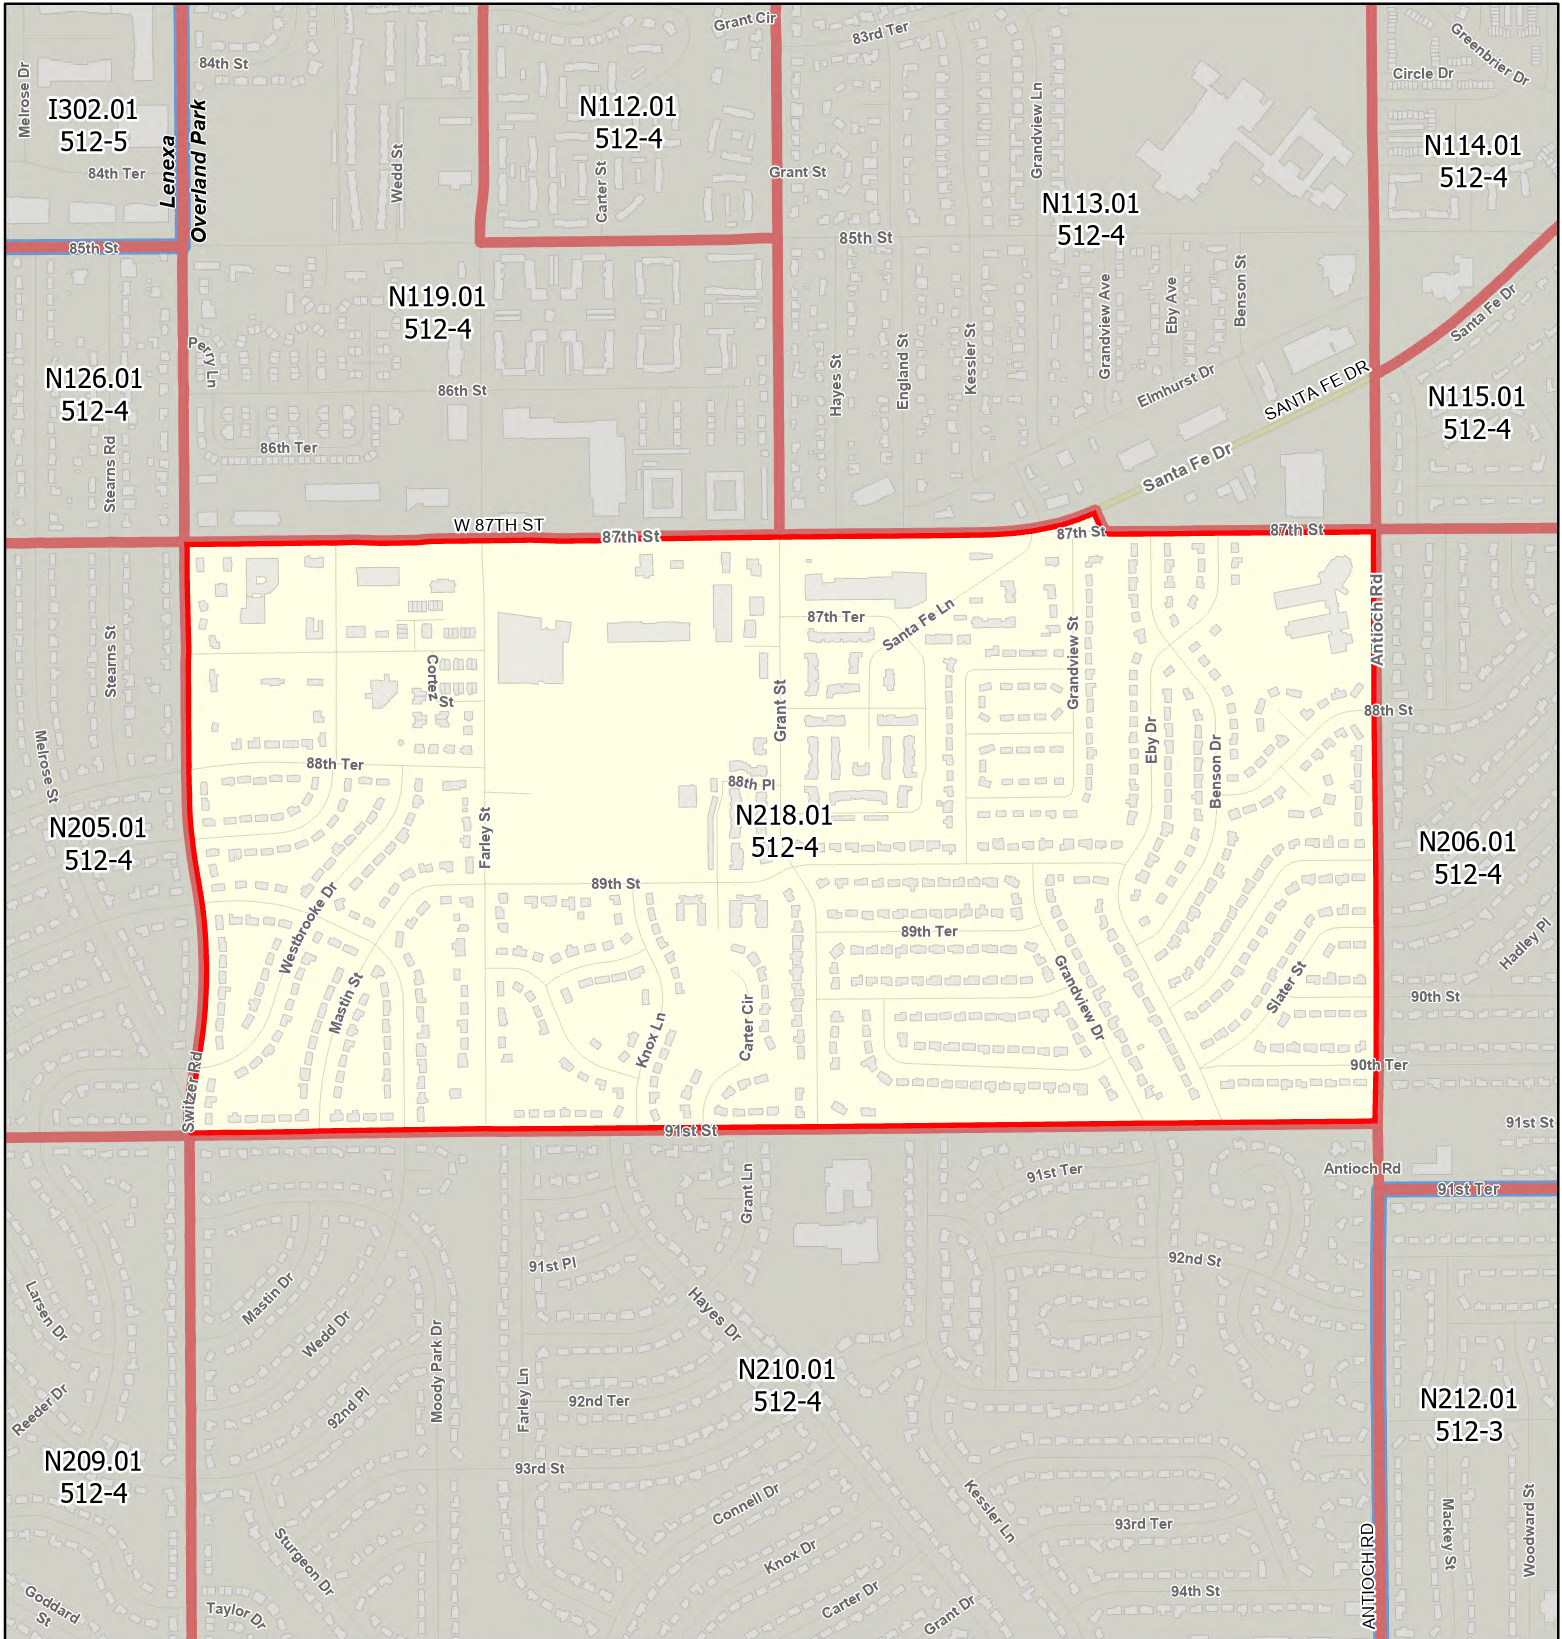 Grant Cir
83rd Ter
Greenbrier Dr
Circle Dr
84th St
Melrose Dr
I302.01
512-5
84th Ter
Lenexa
Overland Park
Wedd St
N112.01
512-4
Carter St
Grant St
Grandview Ln
N113.01
512-4
N114.01
512-4
85th St
85th St
N119.01
512-4
Perry Ln
86th St
86th Ter
N126.01
512-4
Stearns Rd
Hayes St
England St
Kessler St
Grandview Ave
Eby Ave
Benson St
Elmhurst Dr
SANTA FE DR
Santa Fe Dr
Santa Fe Dr
N115.01
512-4
W 87TH ST
87th St
87th St
87th St
Antioch Rd
Stearns St
Melrose St
Cortez
St
87th Ter
Santa Fe Ln
Grandview St
Grant St
88th St
Eby Dr
Benson Dr
88th Ter
88th Pl
N218.01
512-4
N205.01
512-4
N206.01
512-4
Farley St
89th St
Westbrooke Dr
Mastin St
89th Ter
Grandview Dr
Slater St
Hadley Pl
90th St
Knox Ln
Carter Cir
90th Ter
Switzer Rd
91st St
91st St
Antioch Rd
91st Ter
91st Ter
Grant Ln
91st Pl
92nd St
Larsen Dr
Mastin Dr
Wedd Dr
Hayes Dr
Moody Park Dr
N210.01
512-4
Reeder Dr
92nd Pl
Farley Ln
92nd Ter
N212.01
512-3
N209.01
512-4
93rd St
Connell Dr
Kessler Ln
93rd Ter
Mackey St
Woodward St
Sturgeon Dr
Knox Dr
ANTIOCH RD
94th St
Goddard
St
Taylor Dr
Carter Dr
Grant Dr